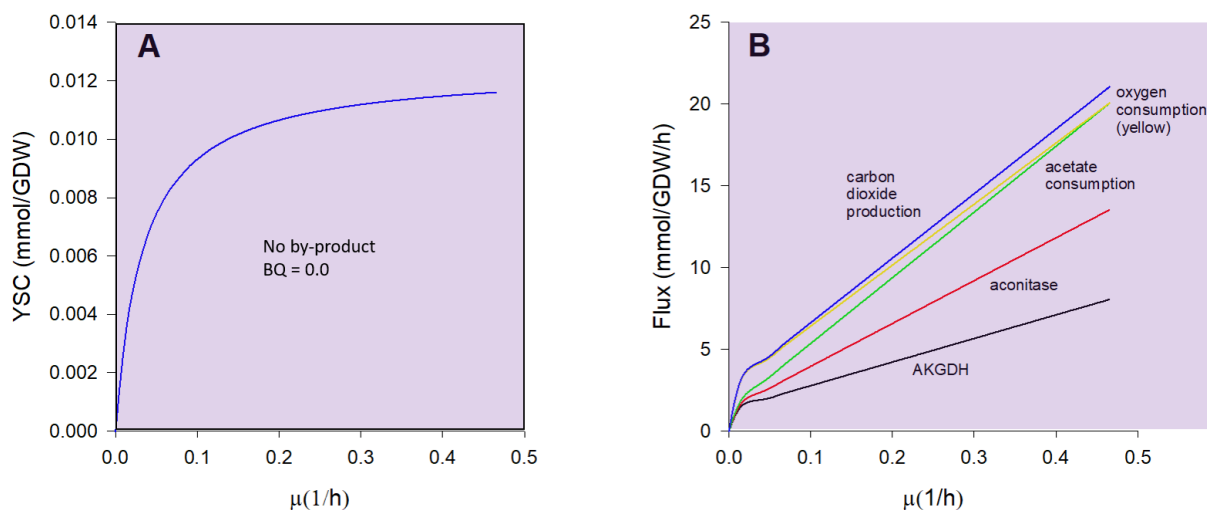 A
YSC (mmol/GDW)
0.014
0.012
0.010
0.008
0.006
0.004
0.002
0.000
No by-product
BQ = 0.0
0.0 0.1 0.2 0.3 0.4 0.5
μ(1/h)
B
Flux (mmol/GDW/h)
25
20
15
10
5
0
oxygen
consumption
(yellow)
carbon
dioxide
production
acetate
consumption
aconitase
AKGDH
0.0 0.1 0.2 0.3 0.4 0.5
μ(1/h)